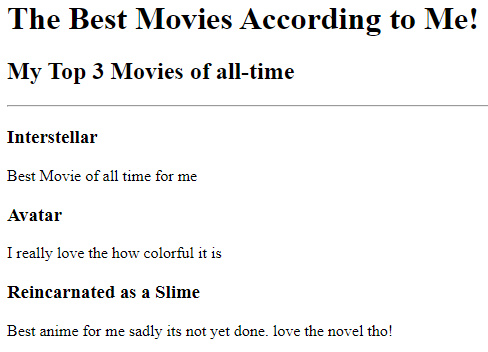 The Best Movies According to Me!
My Top 3 Movies of all-time
Interstellar
Best Movie of all time for me
Avatar
I really love the how colorful it is
Reincarnated as a Slime
Best anime for me sadly its not yet done. love the novel tho!